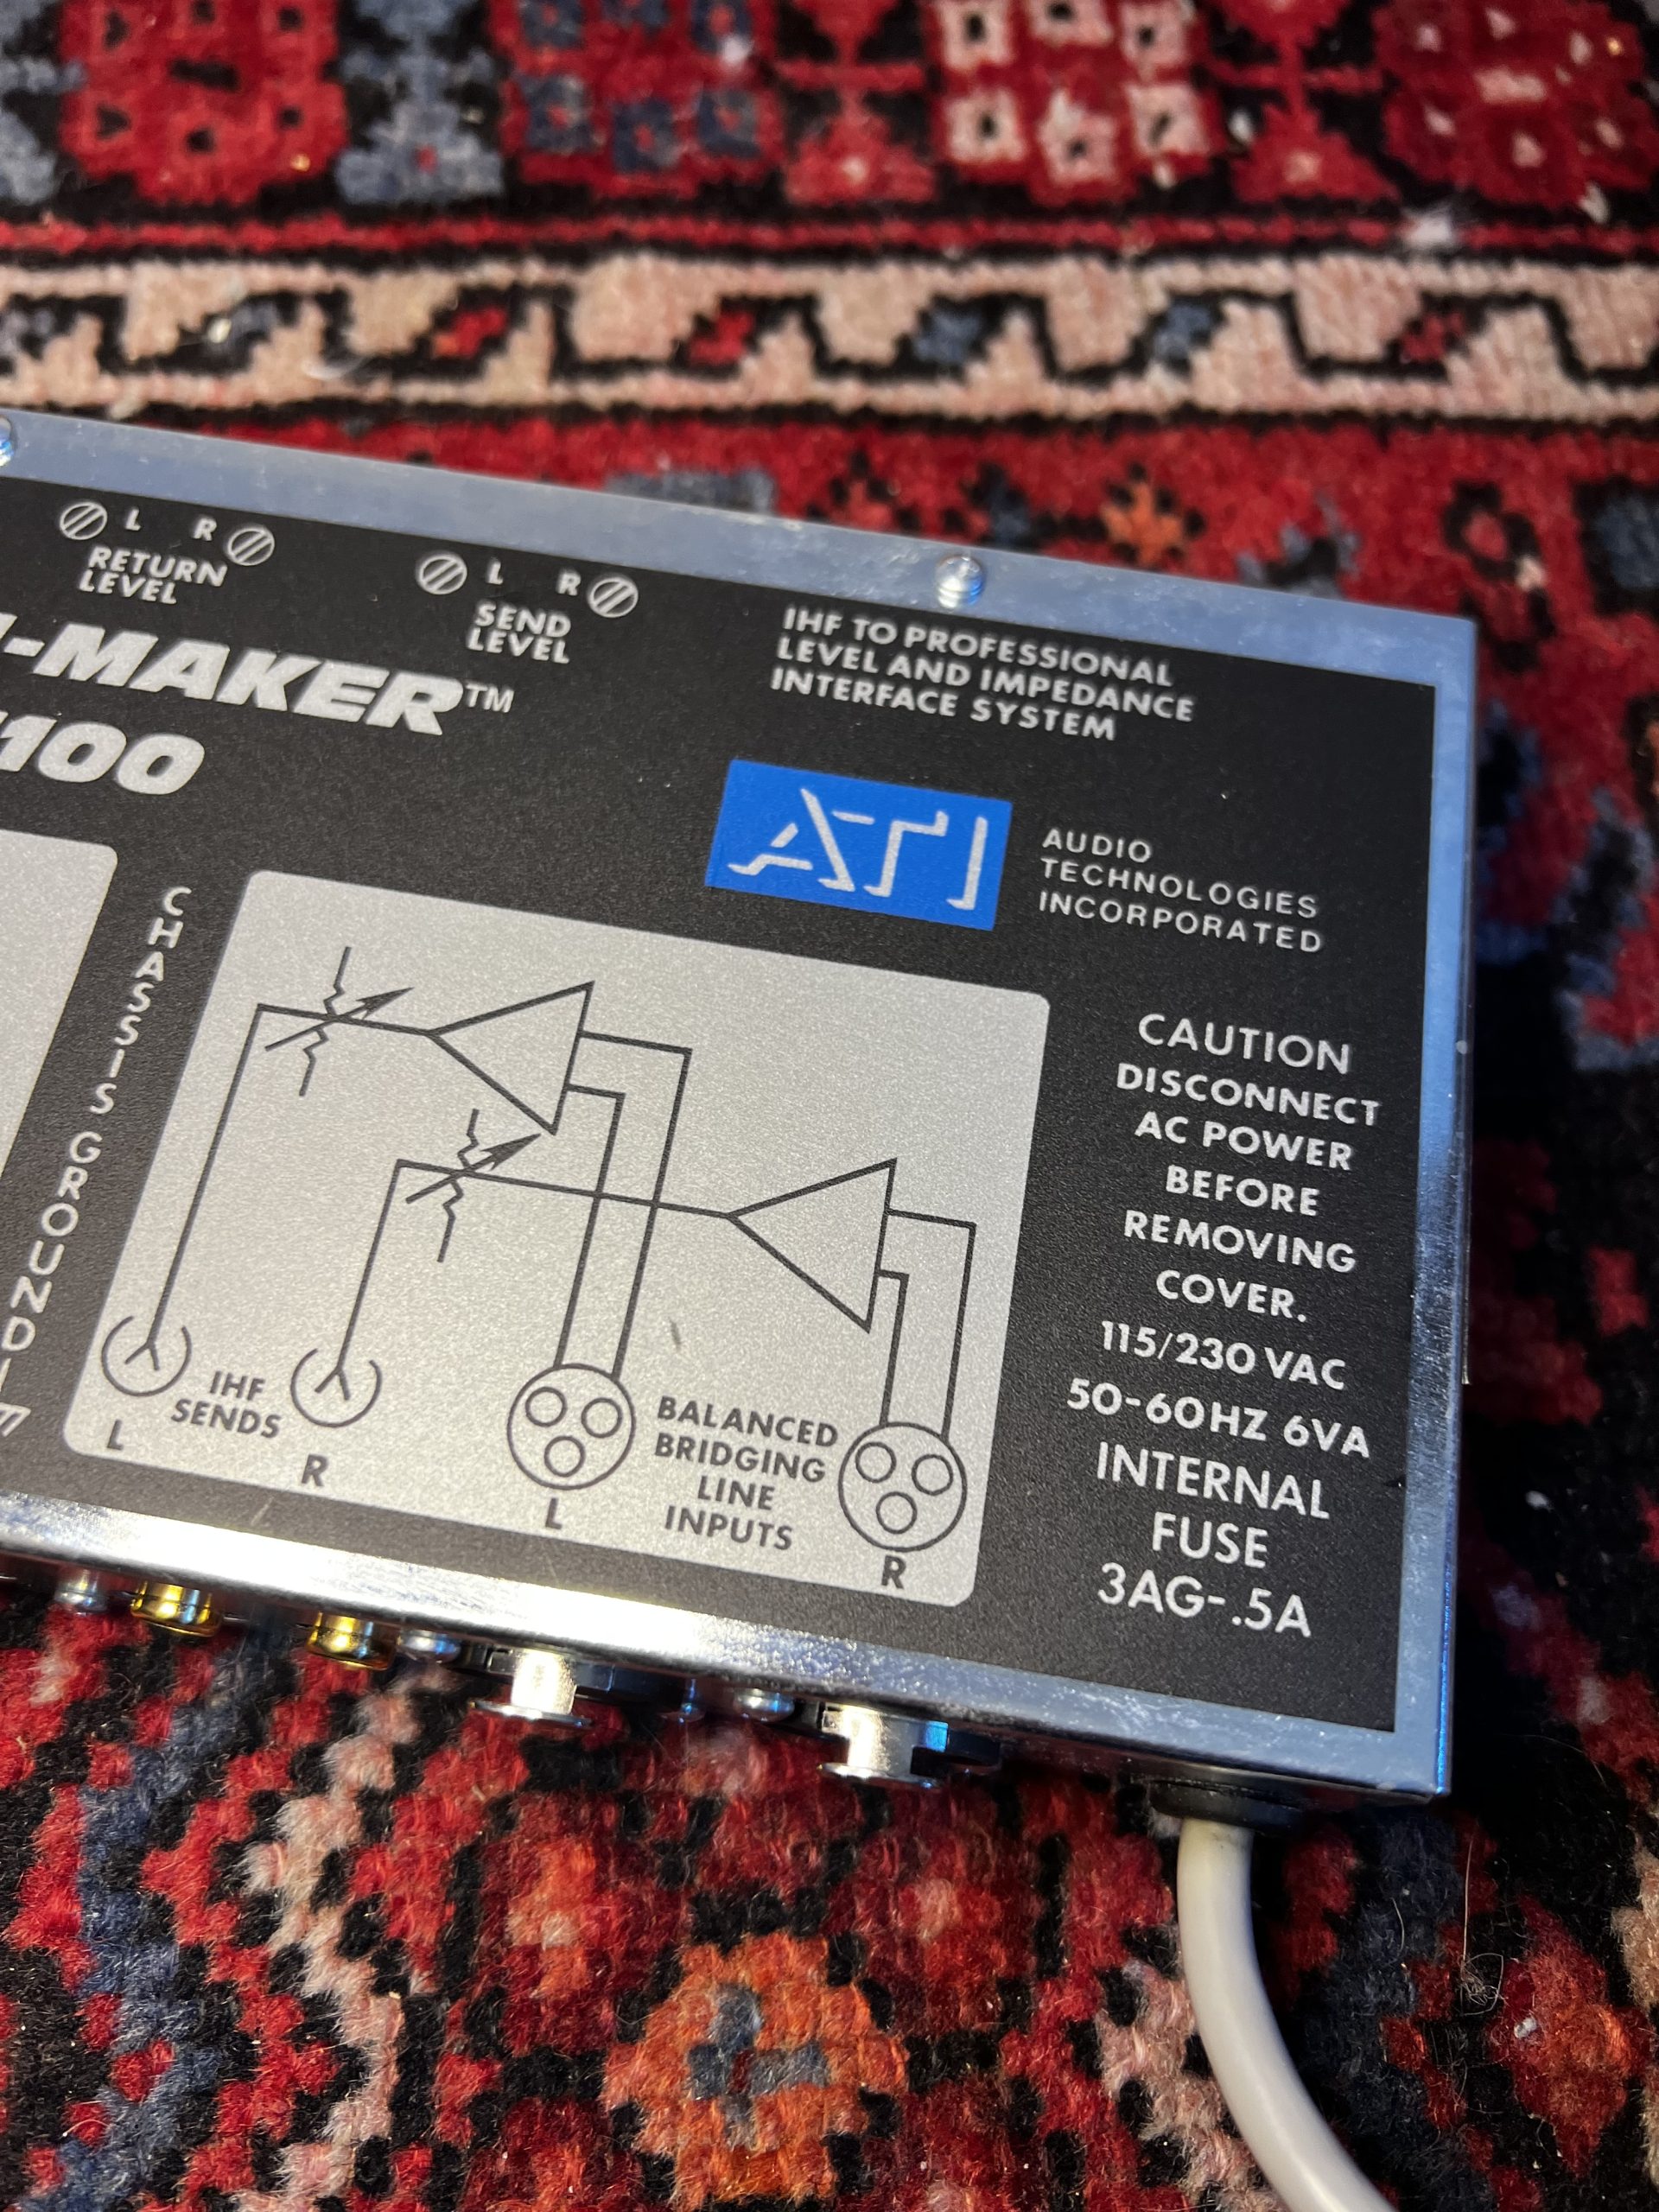 L R
RETURN
LEVEL
L R
SEND
LEVEL
IHF TO PROFESSIONAL
LEVEL AND IMPEDANCE
INTERFACE SYSTEM
-MAKER™
100
ATI
AUDIO
TECHNOLOGIES
INCORPORATED
CHASSIS GROUND
IHF
SENDS
L
R
BALANCED
BRIDGING
LINE
INPUTS
L
R
CAUTION
DISCONNECT
AC POWER
BEFORE
REMOVING
COVER.
115/230 VAC
50-60HZ 6VA
INTERNAL
FUSE
3AG-.5A